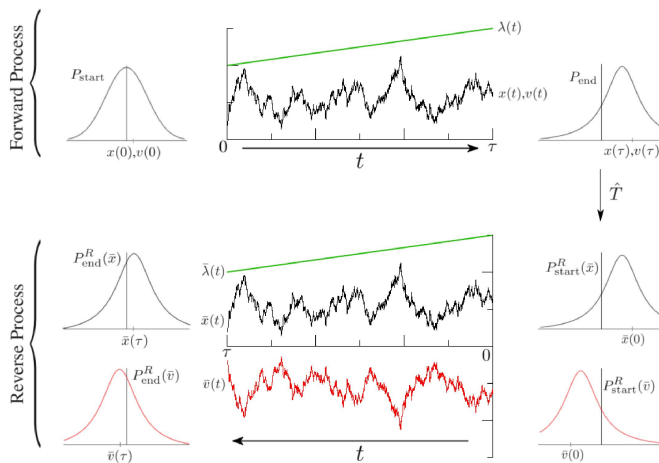 Forward Process
P_start
x(0),v(0)
λ(t)
x(t),v(t)
0
τ
t
P_end
x(τ),v(τ)
T̂
Reverse Process
P^R_end(x̄)
x̄(τ)
λ̄(t)
x̄(t)
τ
0
P^R_start(x̄)
x̄(0)
P^R_end(v̄)
v̄(τ)
v̄(t)
t
P^R_start(v̄)
v̄(0)